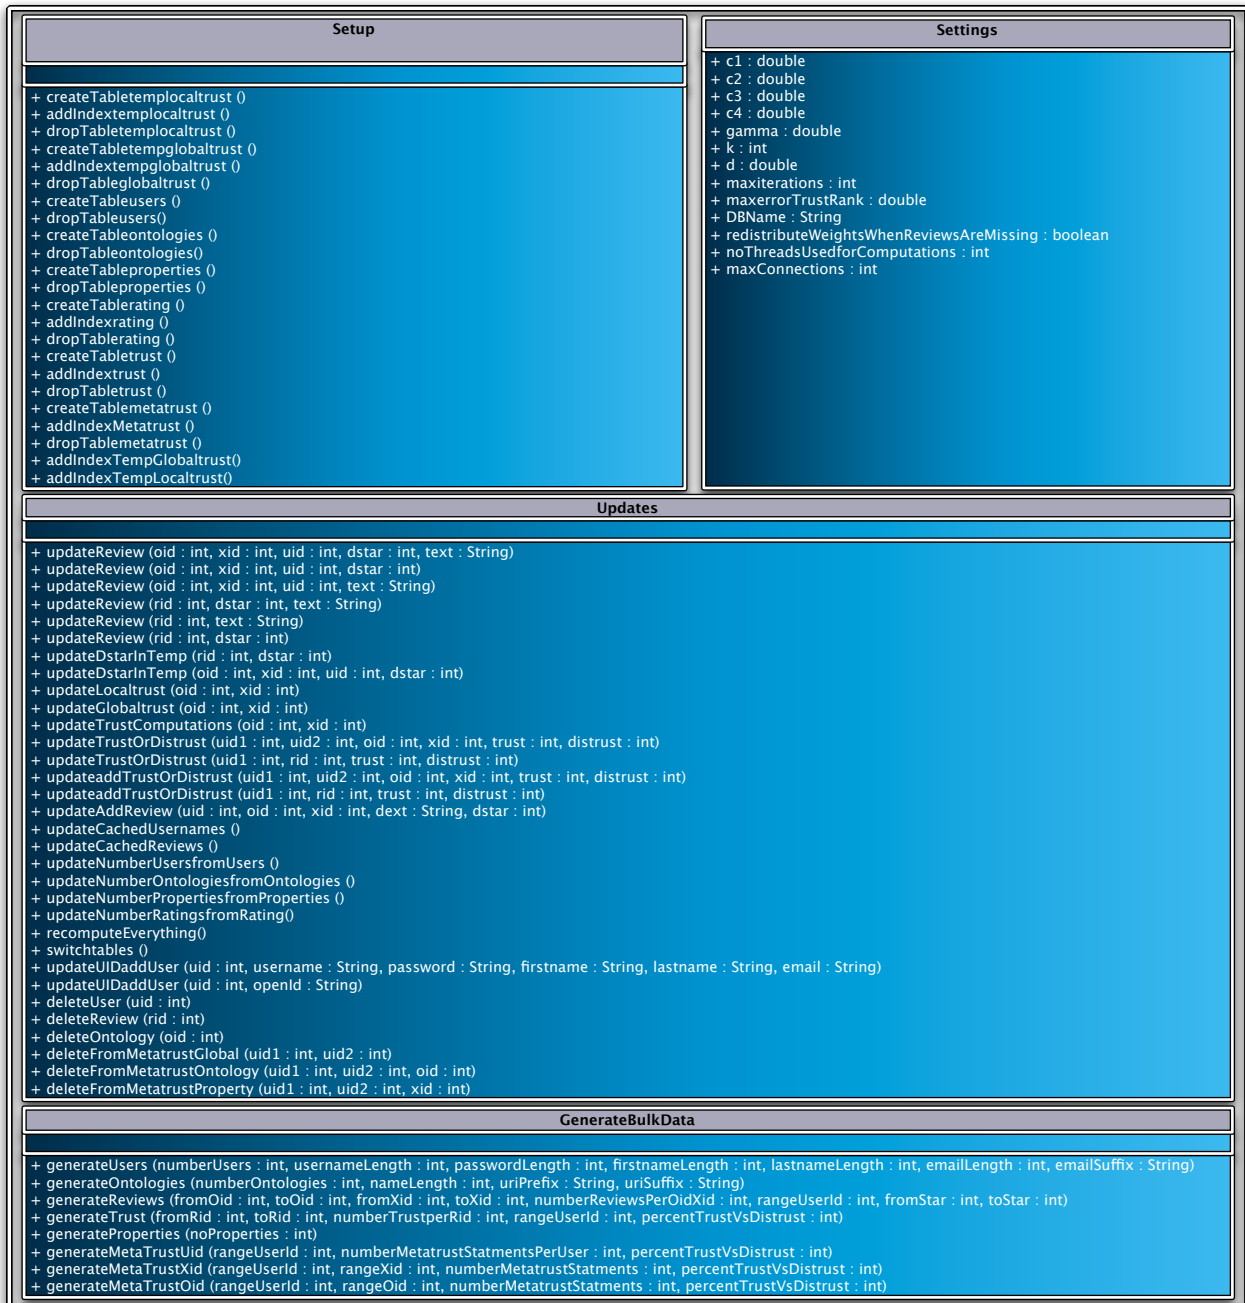 Setup
+ createTabletemplocaltrust ()
+ addIndextemplocaltrust ()
+ dropTabletemplocaltrust ()
+ createTabletempglobaltrust ()
+ addIndextempglobaltrust ()
+ dropTableglobaltrust ()
+ createTableusers ()
+ dropTableusers()
+ createTableontologies ()
+ dropTableontologies()
+ createTableproperties ()
+ dropTableproperties ()
+ createTablerating ()
+ addIndexrating ()
+ dropTablerating ()
+ createTabletrust ()
+ addIndextrust ()
+ dropTabletrust ()
+ createTablemetatrust ()
+ addIndexMetatrust ()
+ dropTablemetatrust ()
+ addIndexTempGlobaltrust()
+ addIndexTempLocaltrust()
Settings
+ c1 : double
+ c2 : double
+ c3 : double
+ c4 : double
+ gamma : double
+ k : int
+ d : double
+ maxiterations : int
+ maxerrorTrustRank : double
+ DBName : String
+ redistributeWeightsWhenReviewsAreMissing : boolean
+ noThreadsUsedforComputations : int
+ maxConnections : int
Updates
+ updateReview (oid : int, xid : int, uid : int, dstar : int, text : String)
+ updateReview (oid : int, xid : int, uid : int, dstar : int)
+ updateReview (oid : int, xid : int, uid : int, text : String)
+ updateReview (rid : int, dstar : int, text : String)
+ updateReview (rid : int, text : String)
+ updateReview (rid : int, dstar : int)
+ updateDstarInTemp (rid : int, dstar : int)
+ updateDstarInTemp (oid : int, xid : int, uid : int, dstar : int)
+ updateLocaltrust (oid : int, xid : int)
+ updateGlobaltrust (oid : int, xid : int)
+ updateTrustComputations (oid : int, xid : int)
+ updateTrustOrDistrust (uid1 : int, uid2 : int, oid : int, xid : int, trust : int, distrust : int)
+ updateTrustOrDistrust (uid1 : int, rid : int, trust : int, distrust : int)
+ updateaddTrustOrDistrust (uid1 : int, uid2 : int, oid : int, xid : int, trust : int, distrust : int)
+ updateaddTrustOrDistrust (uid1 : int, rid : int, trust : int, distrust : int)
+ updateAddReview (uid : int, oid : int, xid : int, dext : String, dstar : int)
+ updateCachedUsernames ()
+ updateCachedReviews ()
+ updateNumberUsersfromUsers ()
+ updateNumberOntologiesfromOntologies ()
+ updateNumberPropertiesfromProperties ()
+ updateNumberRatingsfromRating()
+ recomputeEverything()
+ switchtables ()
+ updateUIDaddUser (uid : int, username : String, password : String, firstname : String, lastname : String, email : String)
+ updateUIDaddUser (uid : int, openId : String)
+ deleteUser (uid : int)
+ deleteReview (rid : int)
+ deleteOntology (oid : int)
+ deleteFromMetatrustGlobal (uid1 : int, uid2 : int)
+ deleteFromMetatrustOntology (uid1 : int, uid2 : int, oid : int)
+ deleteFromMetatrustProperty (uid1 : int, uid2 : int, xid : int)
GenerateBulkData
+ generateUsers (numberUsers : int, usernameLength : int, passwordLength : int, firstnameLength : int, lastnameLength : int, emailLength : int, emailSuffix : String)
+ generateOntologies (numberOntologies : int, nameLength : int, uriPrefix : String, uriSuffix : String)
+ generateReviews (fromOid : int, toOid : int, fromXid : int, toXid : int, numberReviewsPerOidXid : int, rangeUserId : int, fromStar : int, toStar : int)
+ generateTrust (fromRid : int, toRid : int, numberTrustperRid : int, rangeUserId : int, percentTrustVsDistrust : int)
+ generateProperties (noProperties : int)
+ generateMetaTrustUid (rangeUserId : int, numberMetatrustStatmentsPerUser : int, percentTrustVsDistrust : int)
+ generateMetaTrustXid (rangeUserId : int, rangeXid : int, numberMetatrustStatments : int, percentTrustVsDistrust : int)
+ generateMetaTrustOid (rangeUserId : int, rangeOid : int, numberMetatrustStatments : int, percentTrustVsDistrust : int)